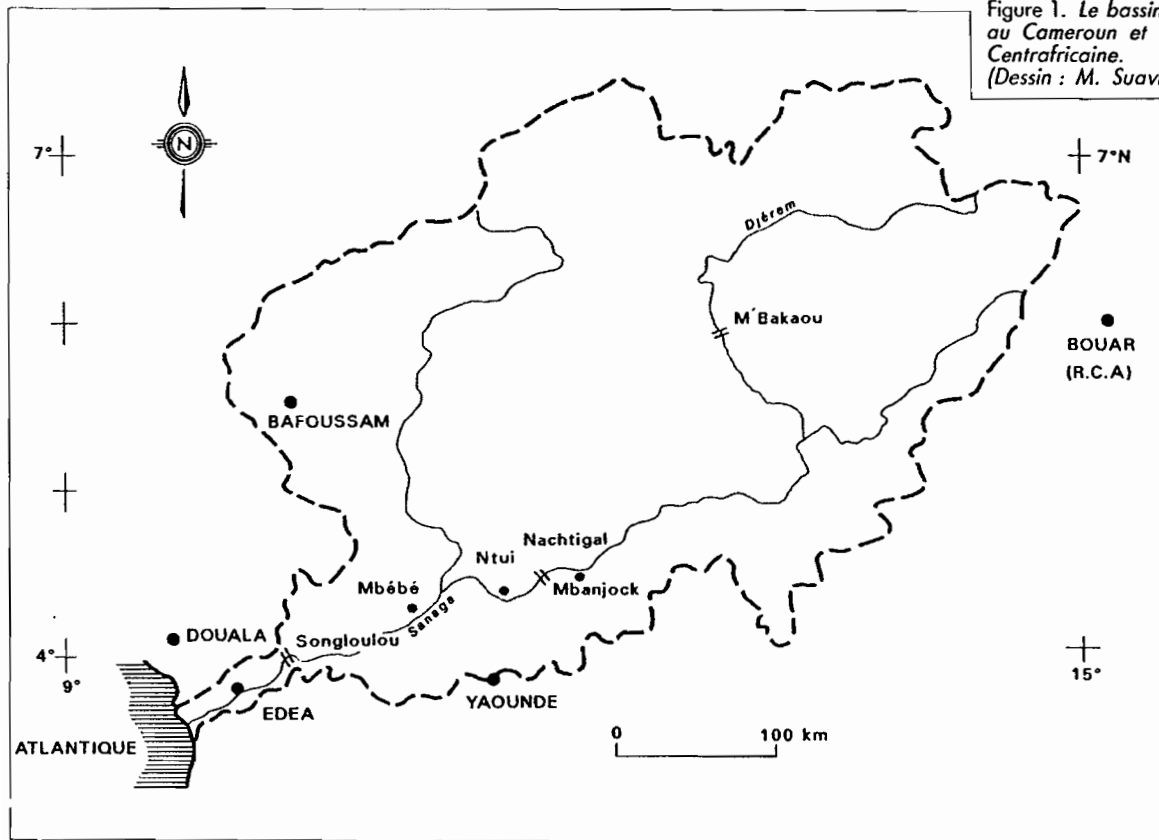 Figure 1. Le bassin
au Cameroun et
Centrafricaine.
(Dessin : M. Suav
N
7°
7°N
Djérem
M'Bakaou
BOUAR
(R.C.A)
BAFOUSSAM
Nachtigal
Ntui
Mbébé
Mbanjock
Sanaga
DOUALA
Songloulou
4°
9°
15°
YAOUNDE
EDEA
ATLANTIQUE
0 100 km